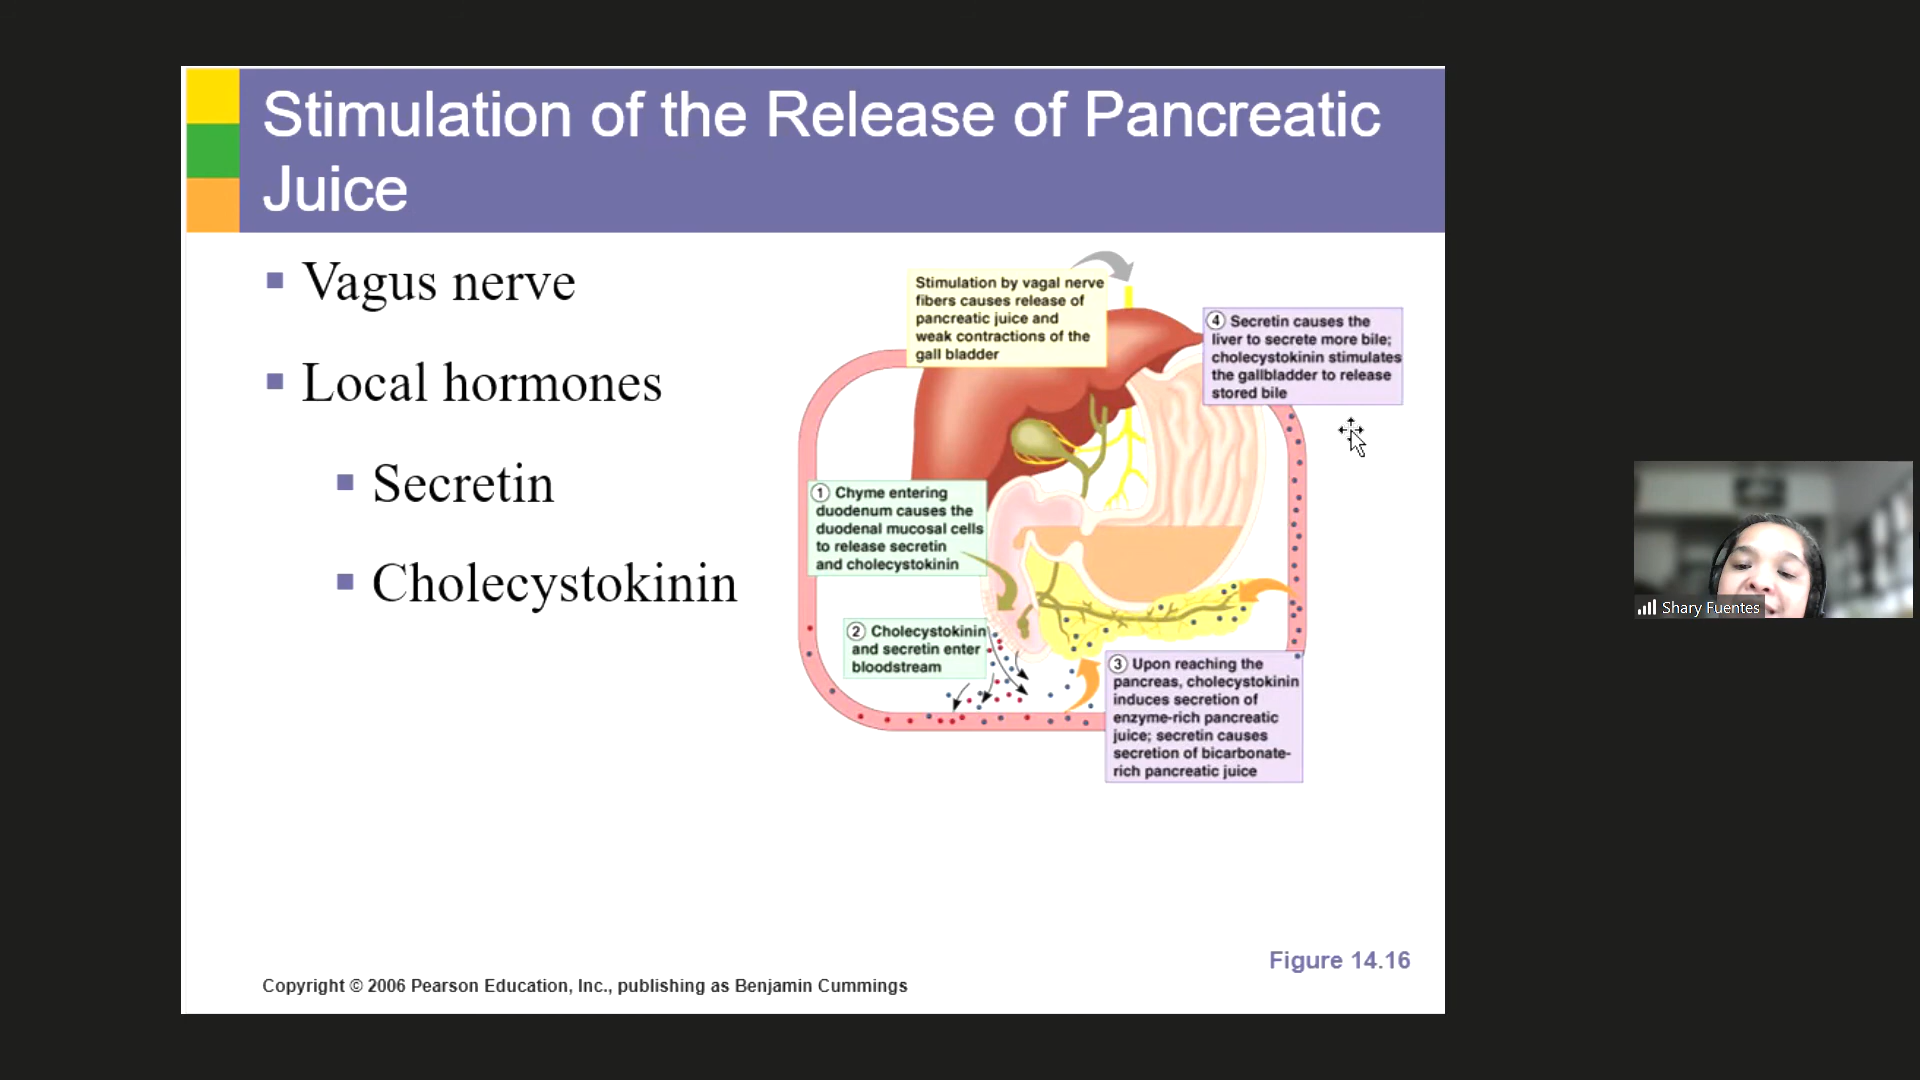 Stimulation of the Release of Pancreatic
Juice
Vagus nerve
Local hormones
Secretin
Cholecystokinin
Stimulation by vagal nerve
fibers causes release of
pancreatic juice and
weak contractions of the
gall bladder
4 Secretin causes the
liver to secrete more bile;
cholecystokinin stimulates
the gallbladder to release
stored bile
1 Chyme entering
duodenum causes the
duodenal mucosal cells
to release secretin
and cholecystokinin
2 Cholecystokinin
and secretin enter
bloodstream
3 Upon reaching the
pancreas, cholecystokinin
induces secretion of
enzyme-rich pancreatic
juice; secretin causes
secretion of bicarbonate-
rich pancreatic juice
Figure 14.16
Copyright © 2006 Pearson Education, Inc., publishing as Benjamin Cummings
Shary Fuentes